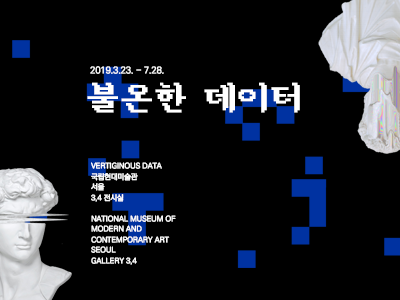 2019.3.23. – 7.28.
불온한 데이터
VERTIGINOUS DATA
국립현대미술관
서울
3,4 전시실
NATIONAL MUSEUM OF
MODERN AND
CONTEMPORARY ART
SEOUL
GALLERY 3,4